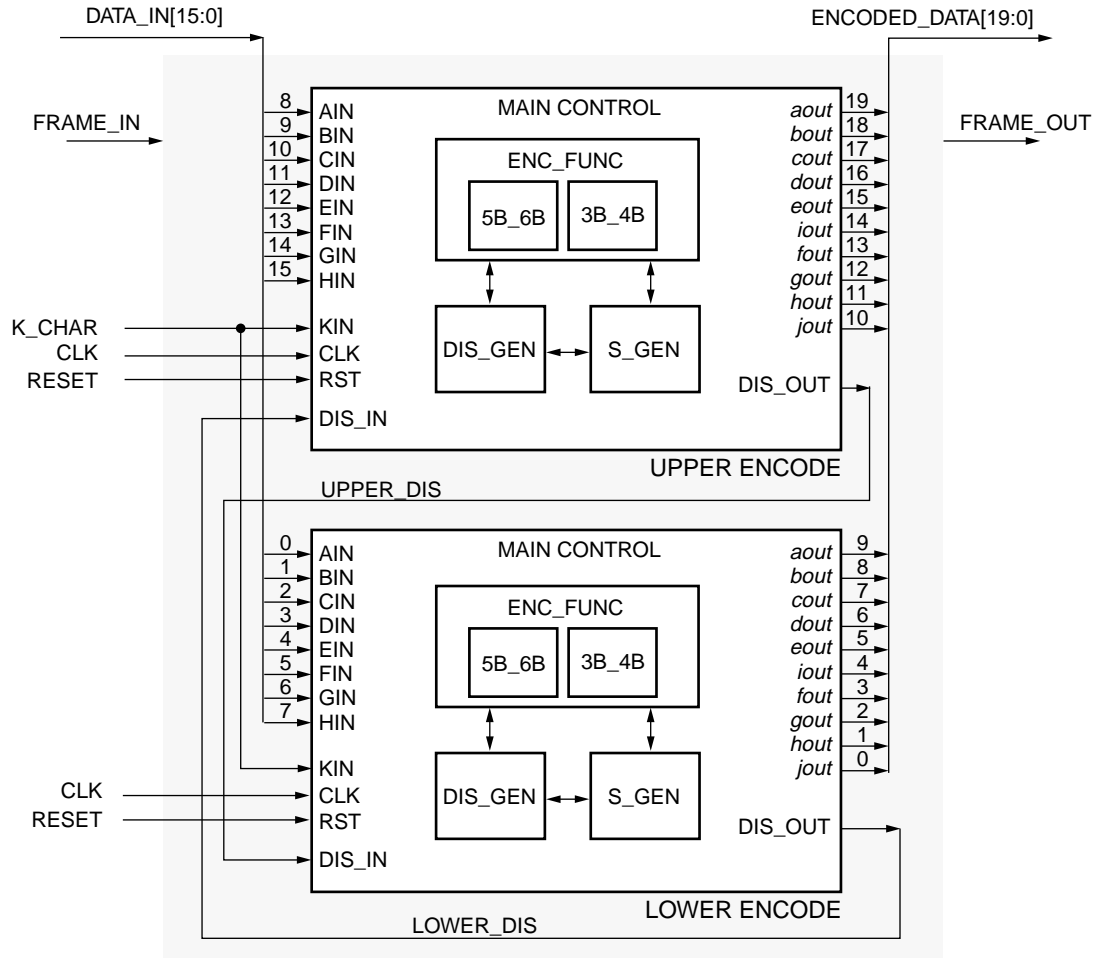 DATA_IN[15:0] ENCODED_DATA[19:0]
FRAME_IN FRAME_OUT
MAIN CONTROL
8 AIN aout 19
9 BIN bout 18
10 CIN ENC_FUNC cout 17
11 DIN dout 16
12 EIN 5B_6B 3B_4B eout 15
13 FIN iout 14
14 GIN fout 13
15 HIN gout 12
hout 11
K_CHAR KIN jout 10
CLK CLK DIS_GEN S_GEN
RESET RST
DIS_OUT
DIS_IN
UPPER ENCODE
UPPER_DIS
MAIN CONTROL
0 AIN aout 9
1 BIN bout 8
2 CIN ENC_FUNC cout 7
3 DIN dout 6
4 EIN eout 5
5 FIN 5B_6B 3B_4B iout 4
6 GIN fout 3
7 HIN gout 2
hout 1
KIN jout 0
CLK CLK DIS_GEN S_GEN
RESET RST
DIS_OUT
DIS_IN
LOWER ENCODE
LOWER_DIS